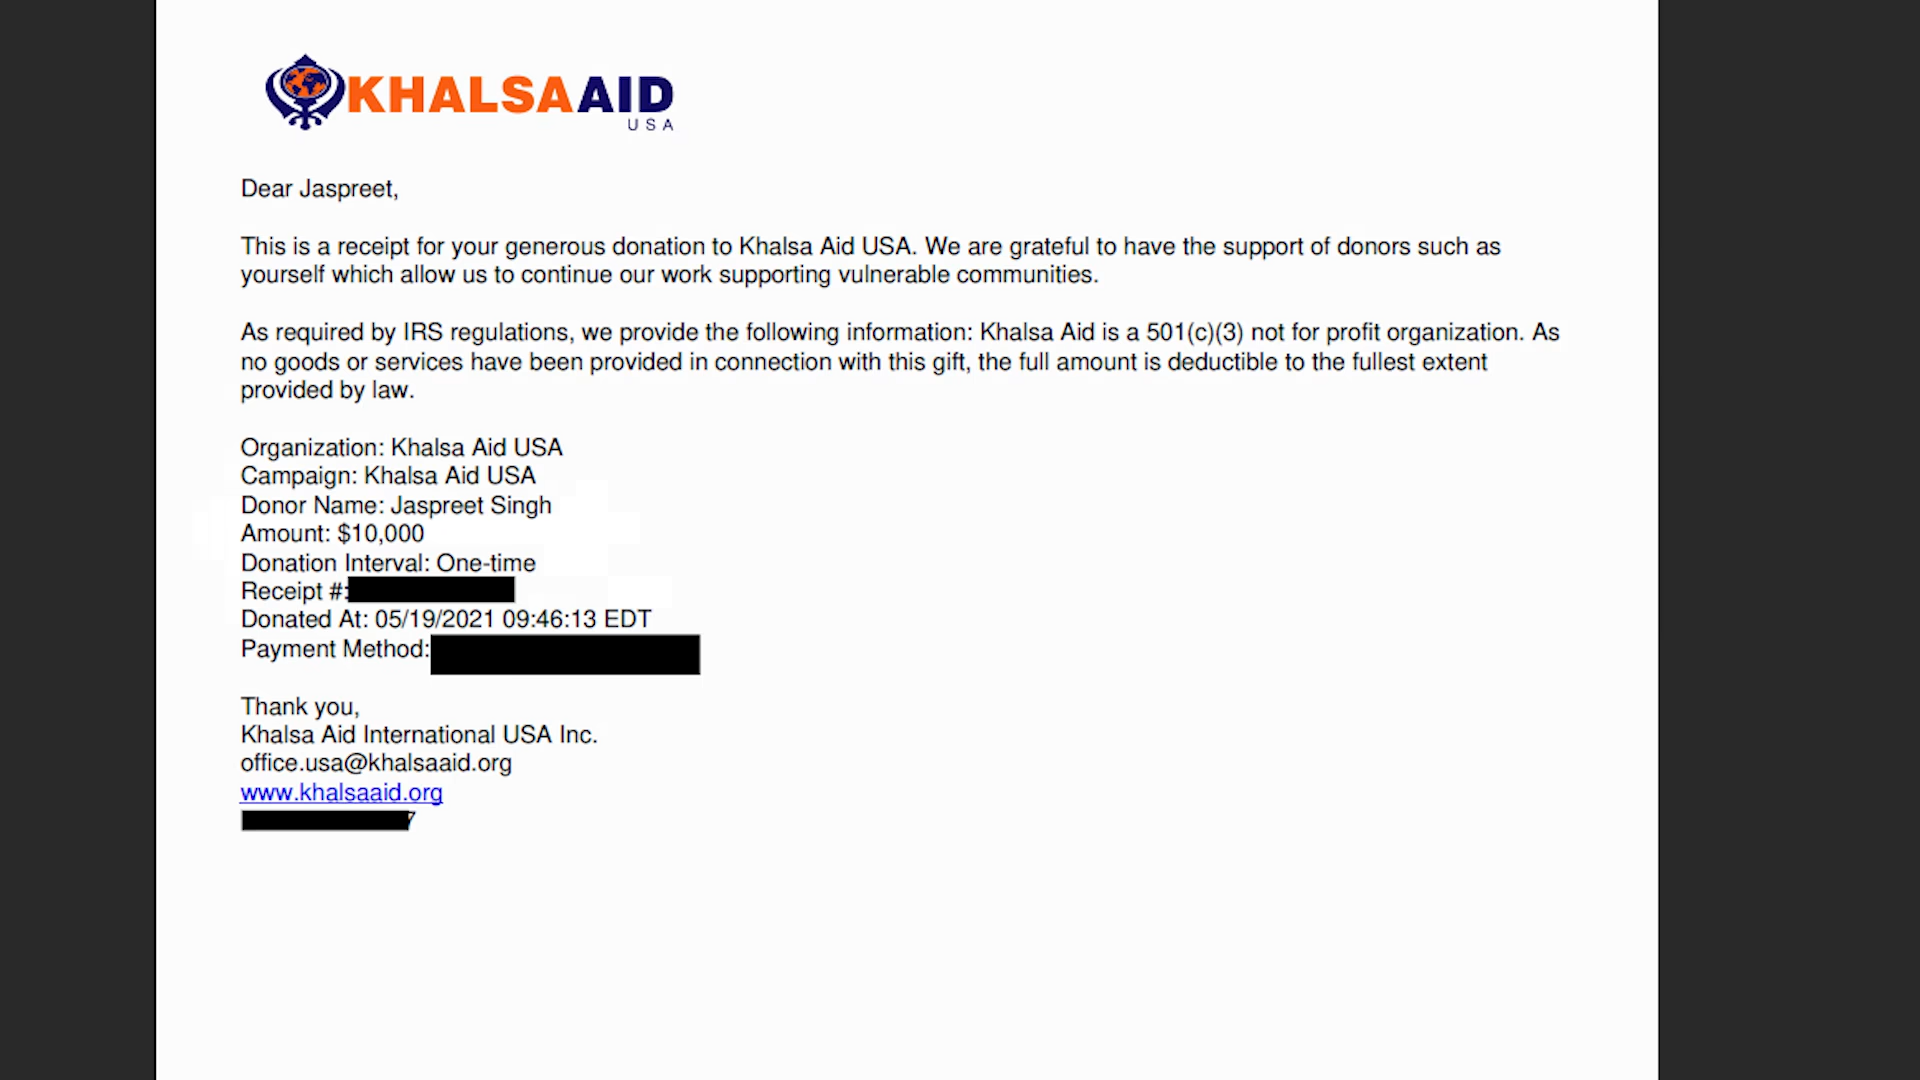 KHALSAAID
USA
Dear Jaspreet,
This is a receipt for your generous donation to Khalsa Aid USA. We are grateful to have the support of donors such as
yourself which allow us to continue our work supporting vulnerable communities.
As required by IRS regulations, we provide the following information: Khalsa Aid is a 501(c)(3) not for profit organization. As
no goods or services have been provided in connection with this gift, the full amount is deductible to the fullest extent
provided by law.
Organization: Khalsa Aid USA
Campaign: Khalsa Aid USA
Donor Name: Jaspreet Singh
Amount: $10,000
Donation Interval: One-time
Receipt #:
Donated At: 05/19/2021 09:46:13 EDT
Payment Method:
Thank you,
Khalsa Aid International USA Inc.
office.usa@khalsaaid.org
www.khalsaaid.org